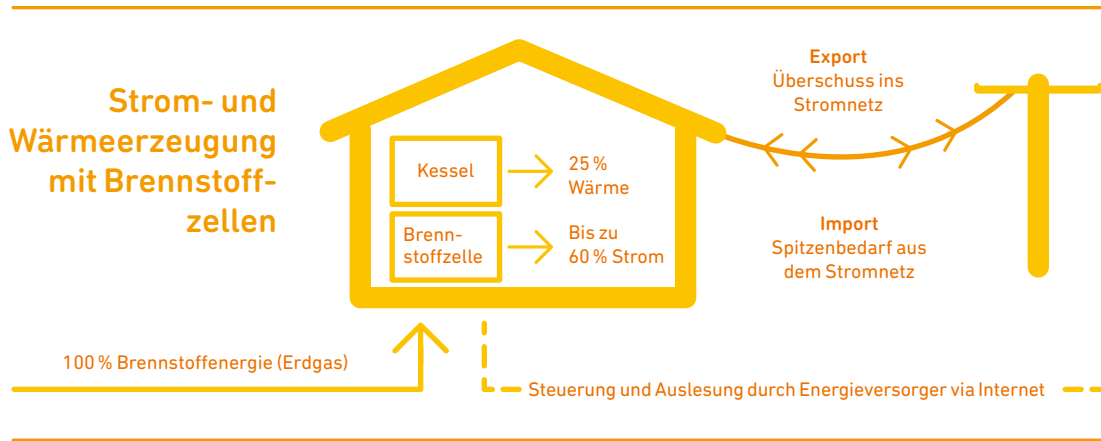 Strom- und
Wärmeerzeugung
mit Brennstoff-
zellen
Kessel
25 %
Wärme
Brenn-
stoffzelle
Bis zu
60 % Strom
Export
Überschuss ins
Stromnetz
Import
Spitzenbedarf aus
dem Stromnetz
100 % Brennstoffenergie (Erdgas)
Steuerung und Auslesung durch Energieversorger via Internet